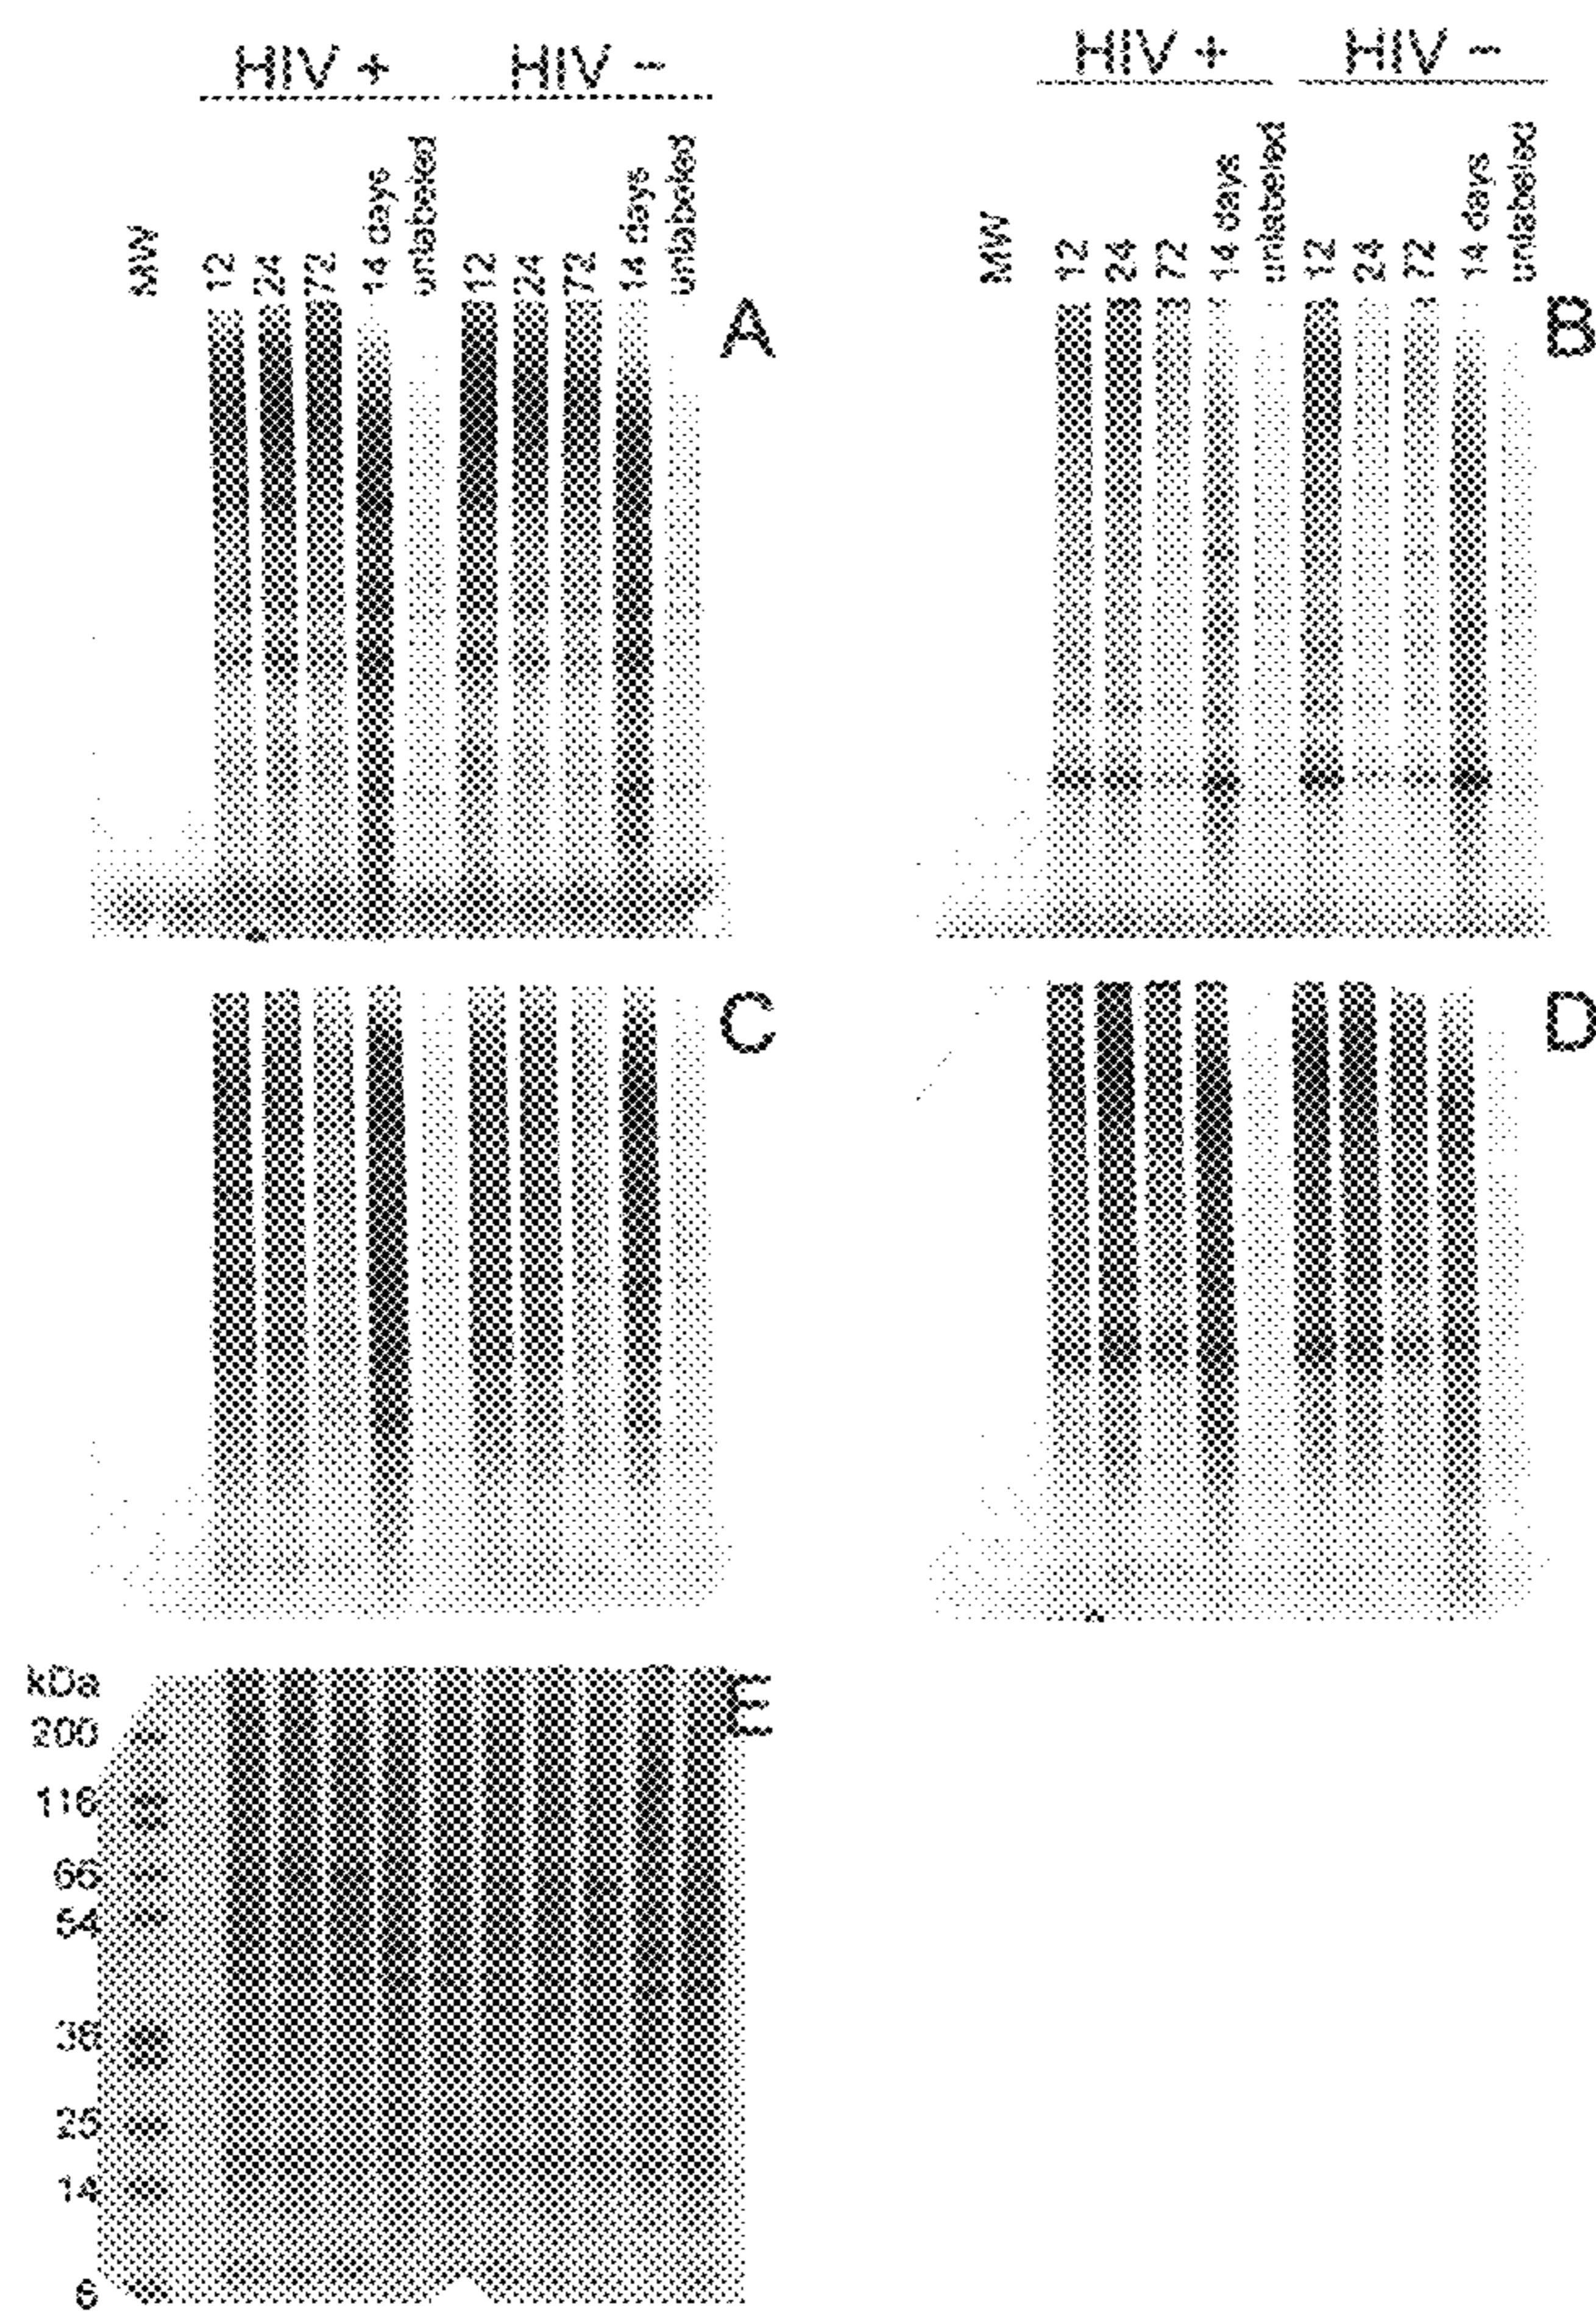 HIV + HIV -
MW 12 24 72 14 days unlabeled 12 24 72 14 days unlabeled
A
HIV + HIV -
MW 12 24 72 14 days unlabeled 12 24 72 14 days unlabeled
B
C
D
E
kDa
200
116
66
54
36
25
14
6